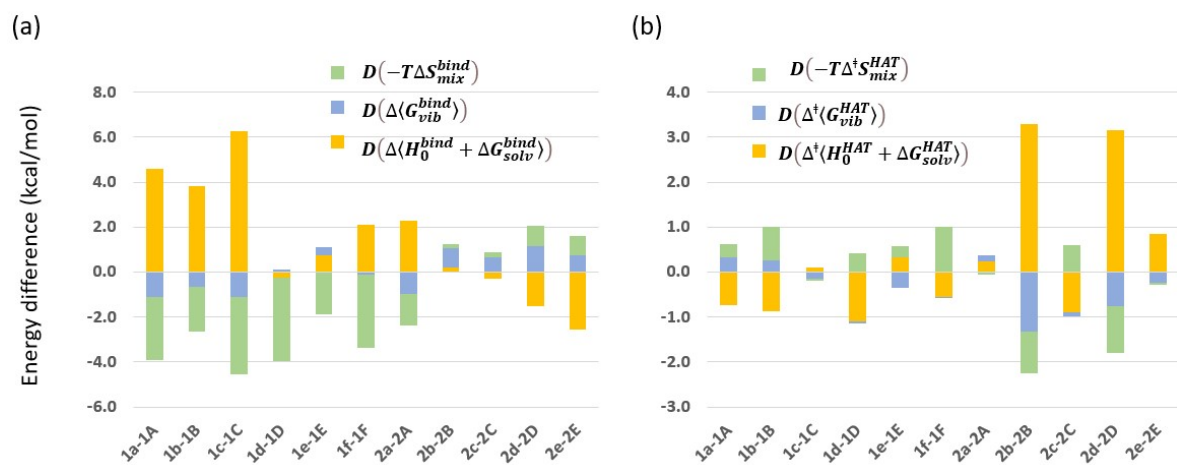 (a)
D(−TΔS_mix^bind)
D(Δ⟨G_vib^bind⟩)
D(Δ⟨H_0^bind + ΔG_solv^bind⟩)
Energy difference (kcal/mol)
8.0
6.0
4.0
2.0
0.0
-2.0
-4.0
-6.0
1a-1A
1b-1B
1c-1C
1d-1D
1e-1E
1f-1F
2a-2A
2b-2B
2c-2C
2d-2D
2e-2E
(b)
D(−TΔ‡S_mix^HAT)
D(Δ‡⟨G_vib^HAT⟩)
D(Δ‡⟨H_0^HAT + ΔG_solv^HAT⟩)
4.0
3.0
2.0
1.0
0.0
-1.0
-2.0
-3.0
1a-1A
1b-1B
1c-1C
1d-1D
1e-1E
1f-1F
2a-2A
2b-2B
2c-2C
2d-2D
2e-2E